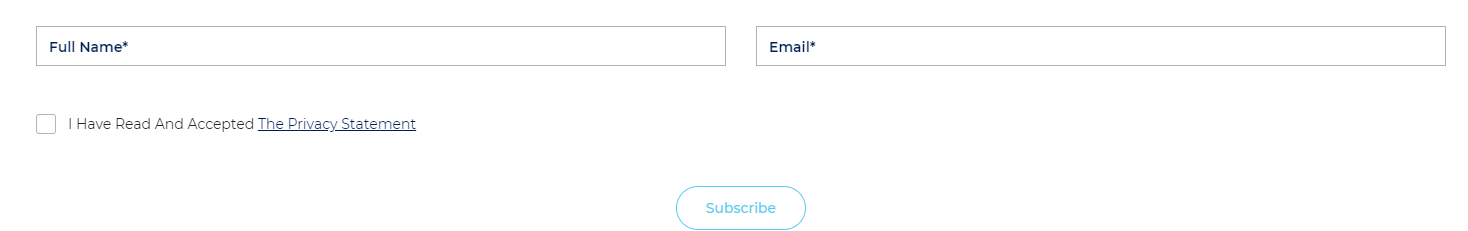 Full Name*
Email*
I Have Read And Accepted The Privacy Statement
Subscribe